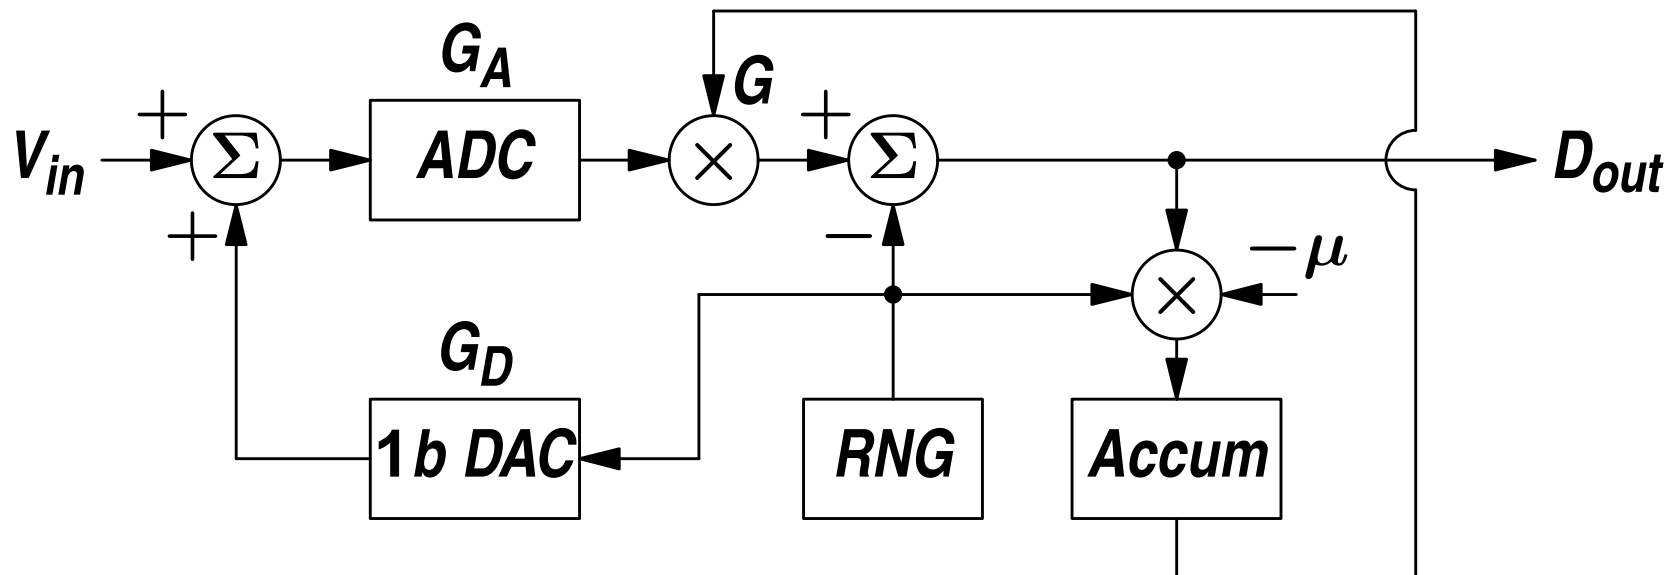 G_A
G
+
+
V_in
Σ
ADC
×
Σ
D_out
+
−
− μ
×
G_D
1b DAC
RNG
Accum